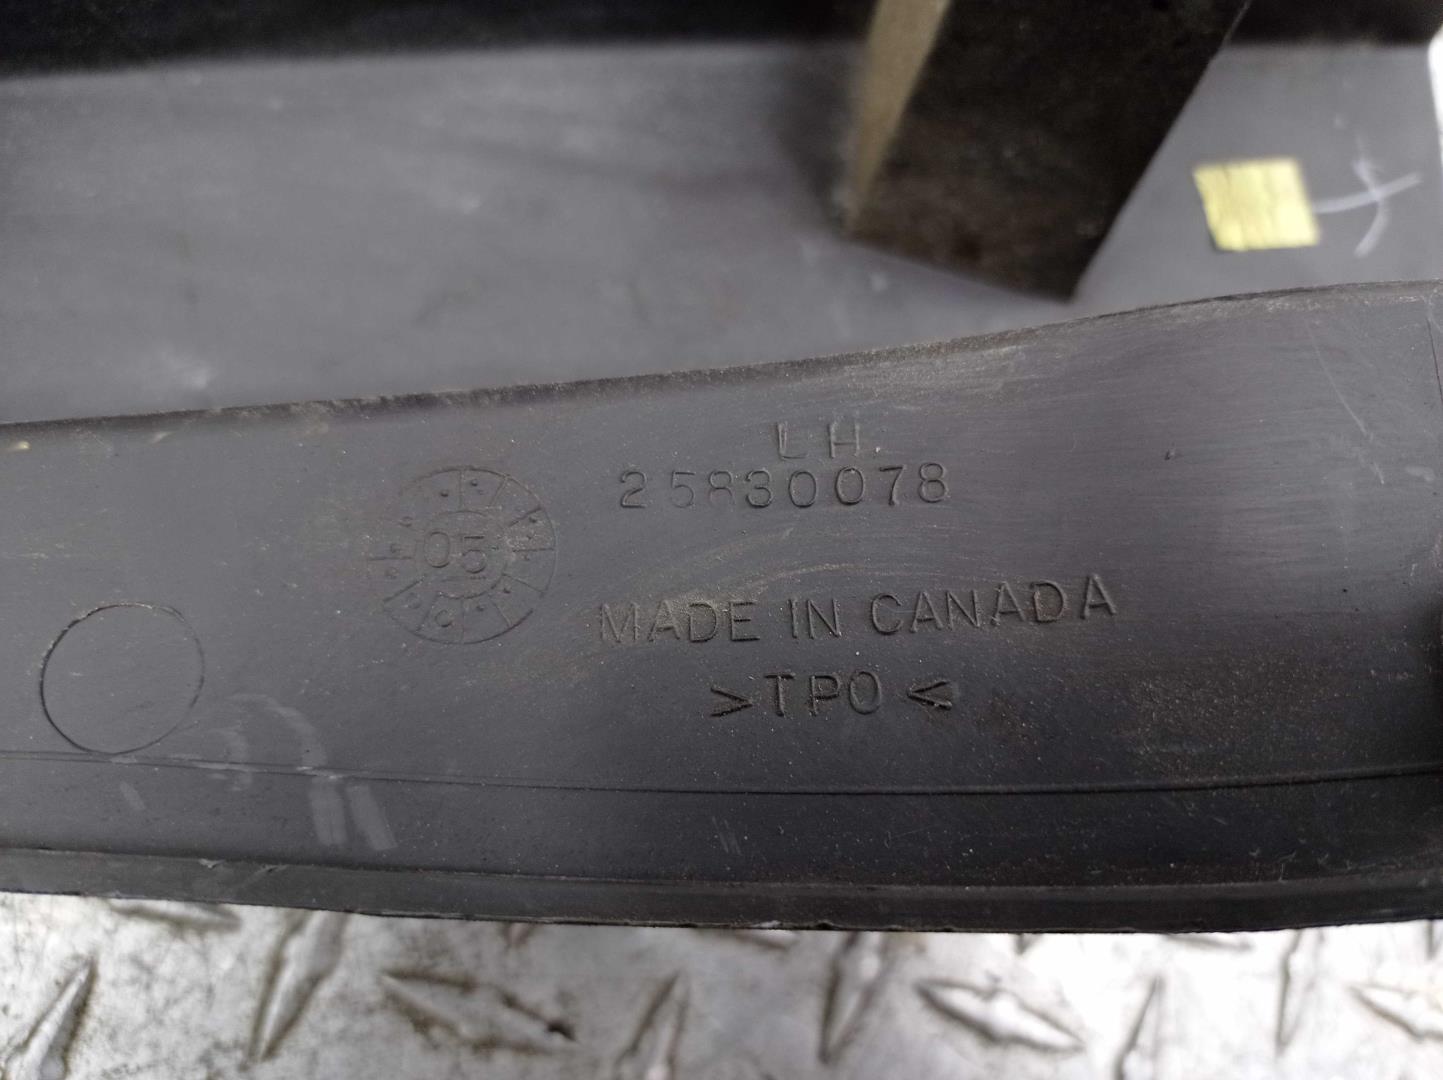 LH
25830078
05
MADE IN CANADA
>TPO<